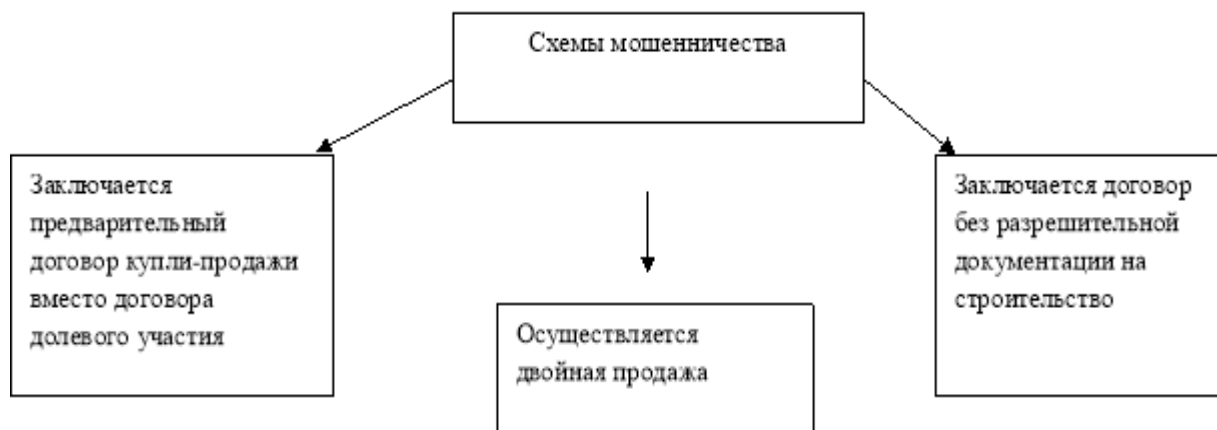 Схемы мошенничества
Заключается
предварительный
договор купли-продажи
вместо договора
долевого участия
Осуществляется
двойная продажа
Заключается договор
без разрешительной
документации на
строительство